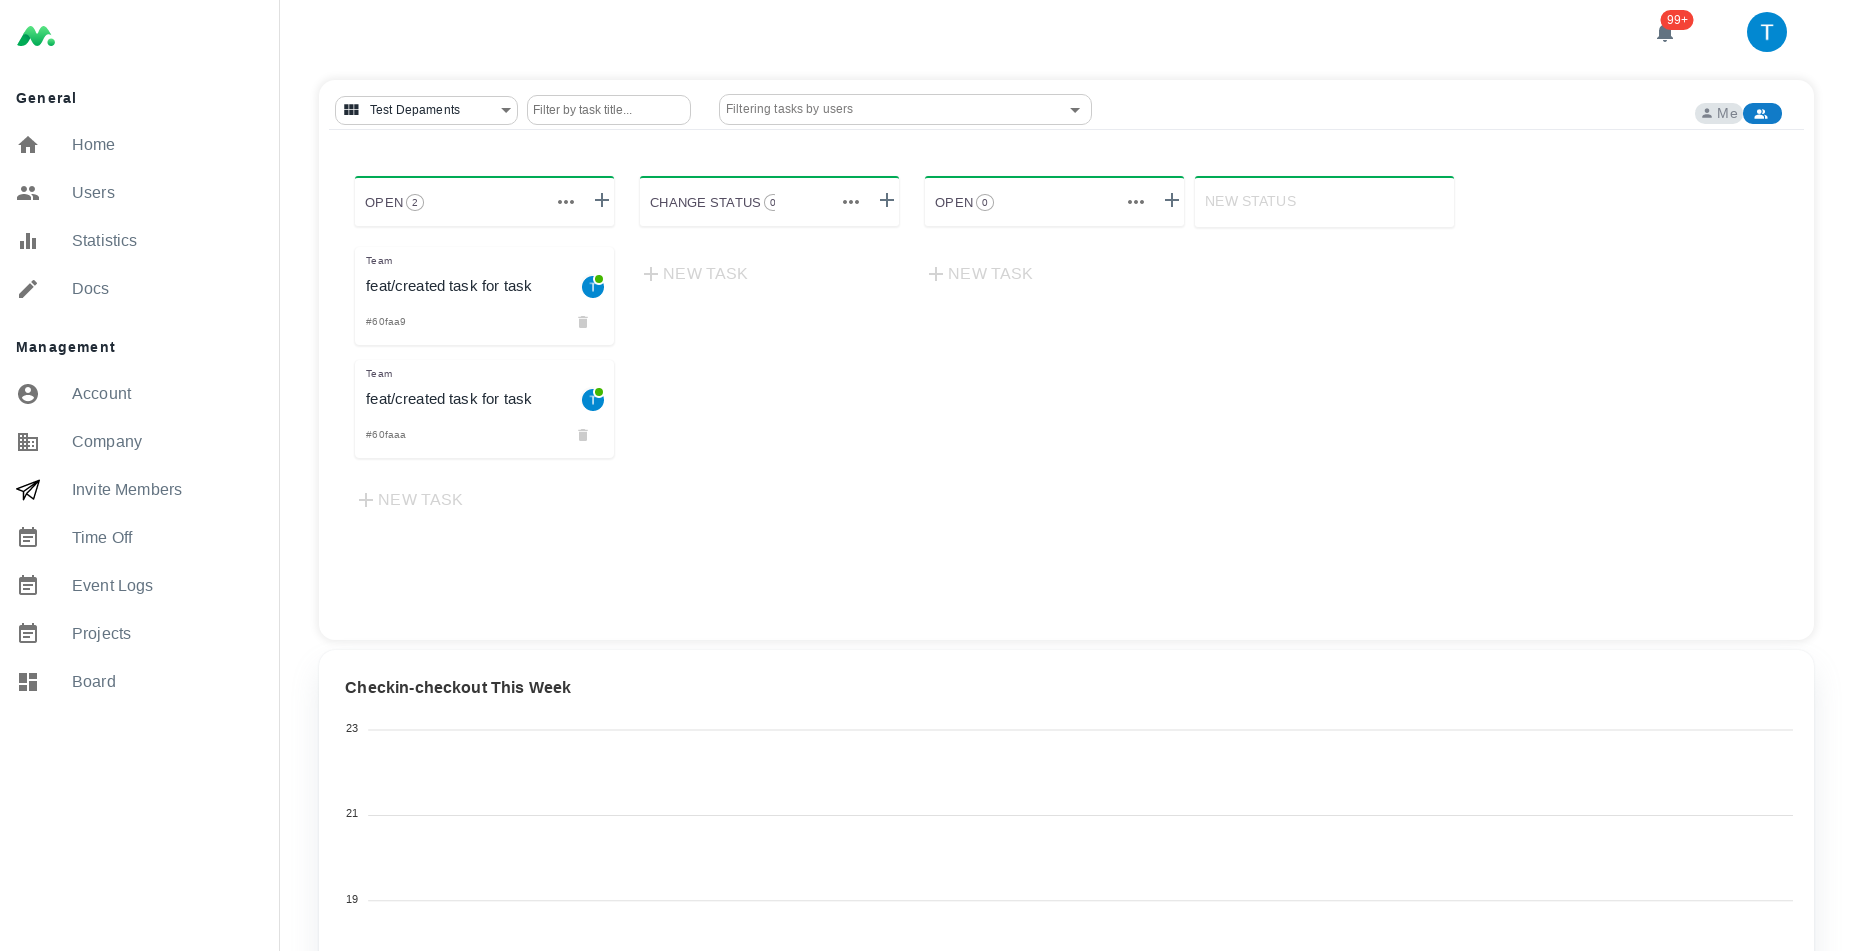 99+
T
General
Home
Users
Statistics
Docs
Management
Account
Company
Invite Members
Time Off
Event Logs
Projects
Board
Test Depaments
Filter by task title...
Filtering tasks by users
Me
OPEN 2
CHANGE STATUS 0
OPEN 0
NEW STATUS
Team
feat/created task for task
T
#60faa9
Team
feat/created task for task
T
#60faaa
NEW TASK
NEW TASK
NEW TASK
Checkin-checkout This Week
23
21
19